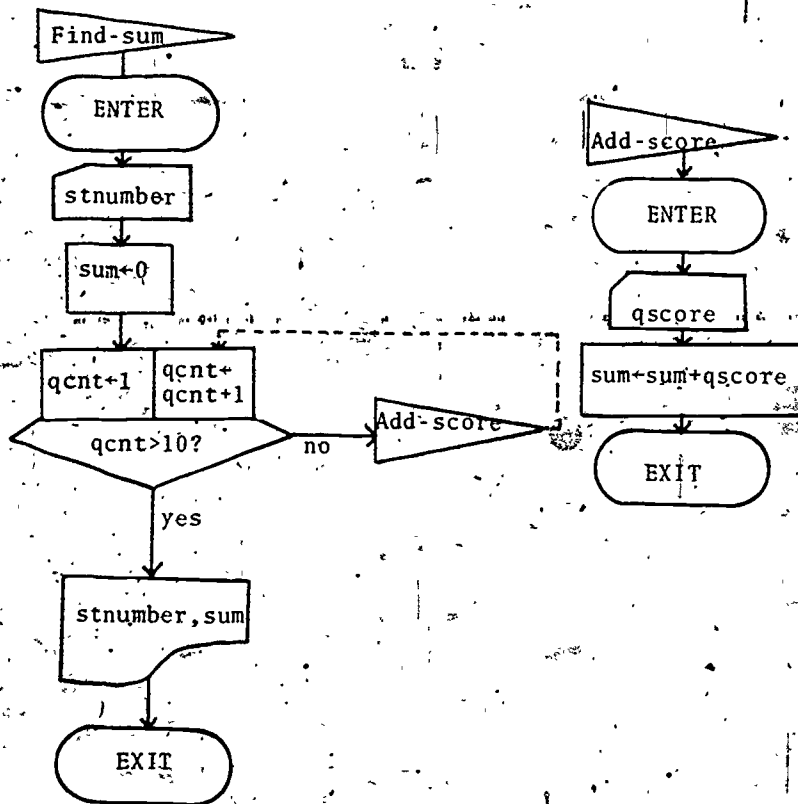 Find-sum
ENTER
stnumber
sum←0
qcnt←1
qcnt←
qcnt+1
qcnt>10?
no
Add-score
yes
stnumber,sum
EXIT
Add-score
ENTER
qscore
sum←sum+qscore
EXIT